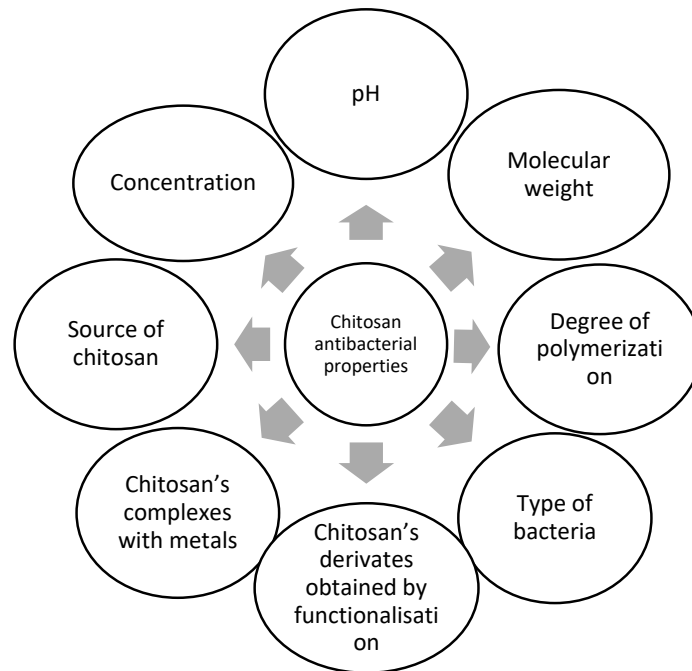 pH
Molecular
weight
Degree of
polymerizati
on
Type of
bacteria
Chitosan’s
derivates
obtained by
functionalisati
on
Chitosan’s
complexes
with metals
Source of
chitosan
Concentration
Chitosan
antibacterial
properties